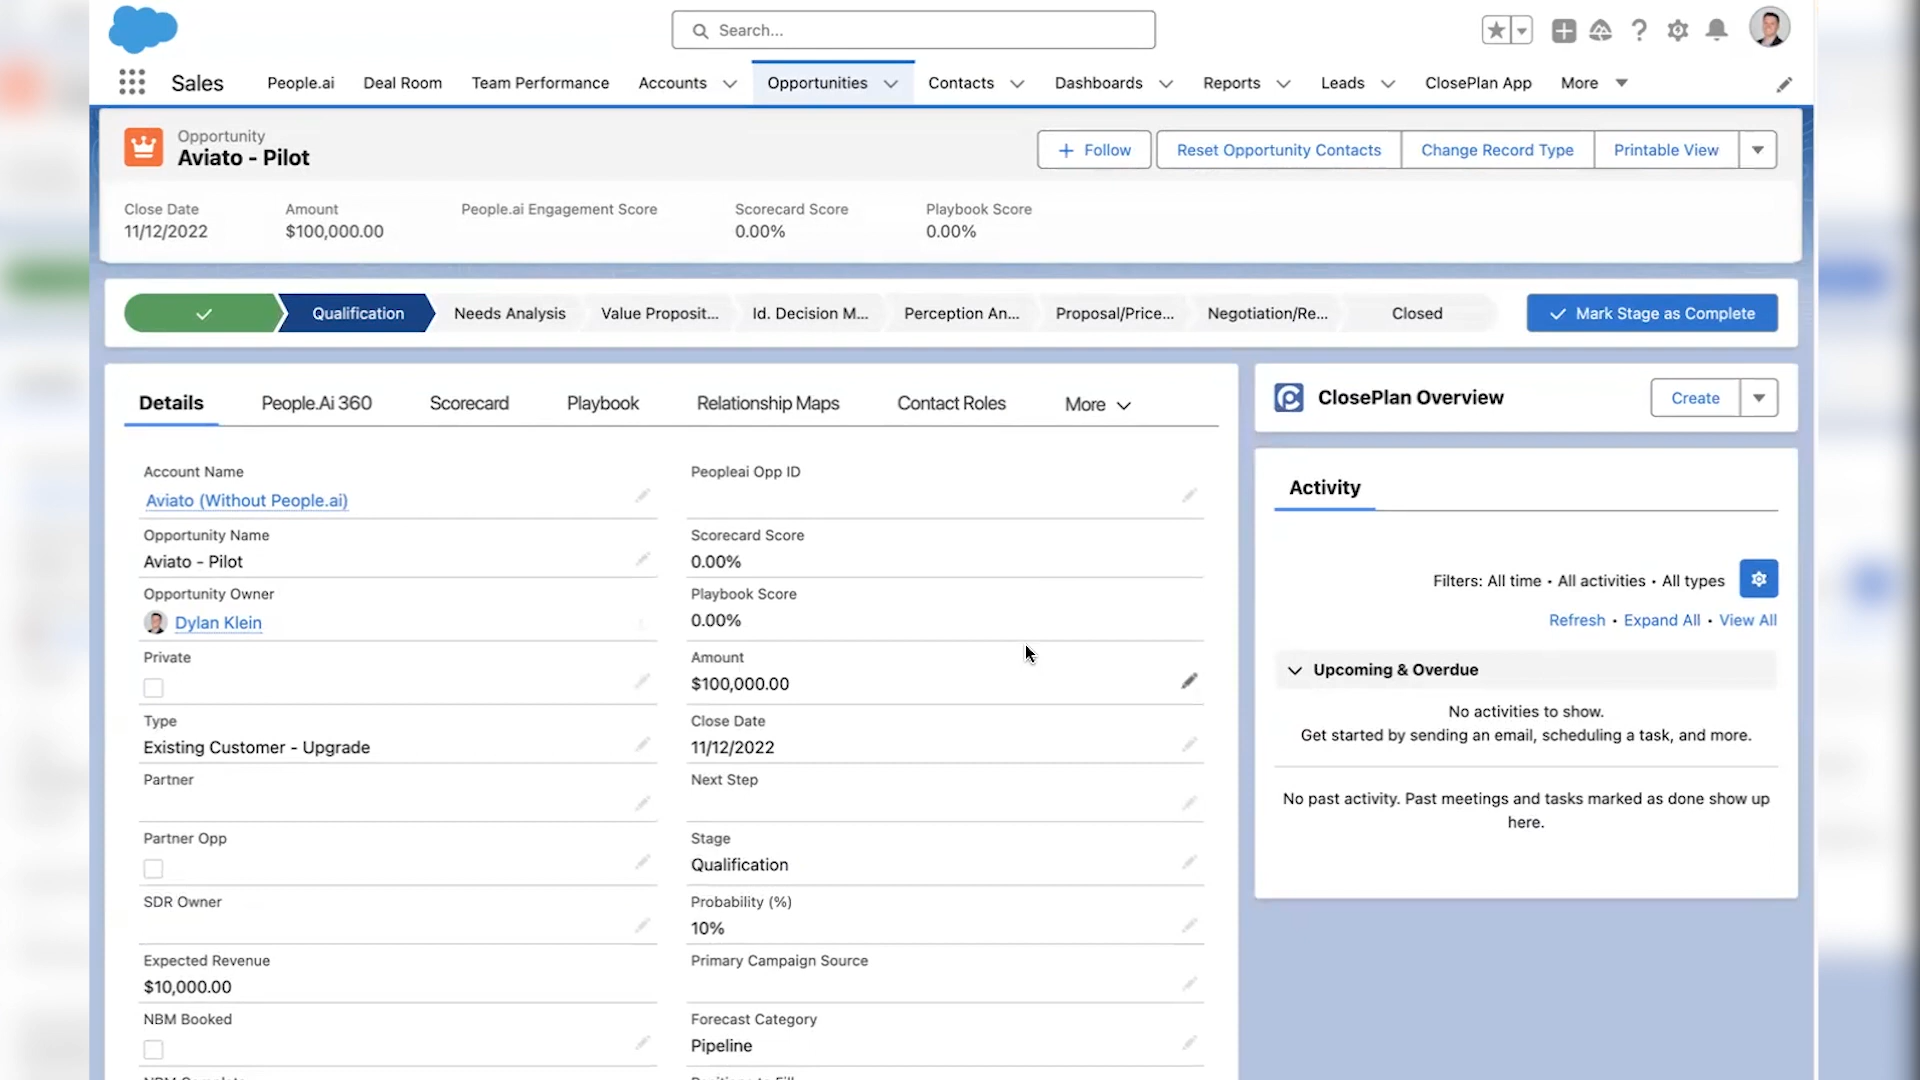 Search...
Sales
People.ai
Deal Room
Team Performance
Accounts
Opportunities
Contacts
Dashboards
Reports
Leads
ClosePlan App
More
Opportunity
Aviato - Pilot
+ Follow
Reset Opportunity Contacts
Change Record Type
Printable View
Close Date
11/12/2022
Amount
$100,000.00
People.ai Engagement Score
Scorecard Score
0.00%
Playbook Score
0.00%
Qualification
Needs Analysis
Value Proposit...
Id. Decision M...
Perception An...
Proposal/Price...
Negotiation/Re...
Closed
Mark Stage as Complete
Details
People.Ai 360
Scorecard
Playbook
Relationship Maps
Contact Roles
More
Account Name
Aviato (Without People.ai)
Opportunity Name
Aviato - Pilot
Opportunity Owner
Dylan Klein
Private
Type
Existing Customer - Upgrade
Partner
Partner Opp
SDR Owner
Expected Revenue
$10,000.00
NBM Booked
Peopleai Opp ID
Scorecard Score
0.00%
Playbook Score
0.00%
Amount
$100,000.00
Close Date
11/12/2022
Next Step
Stage
Qualification
Probability (%)
10%
Primary Campaign Source
Forecast Category
Pipeline
ClosePlan Overview
Create
Activity
Filters: All time • All activities • All types
Refresh • Expand All • View All
Upcoming & Overdue
No activities to show.
Get started by sending an email, scheduling a task, and more.
No past activity. Past meetings and tasks marked as done show up
here.